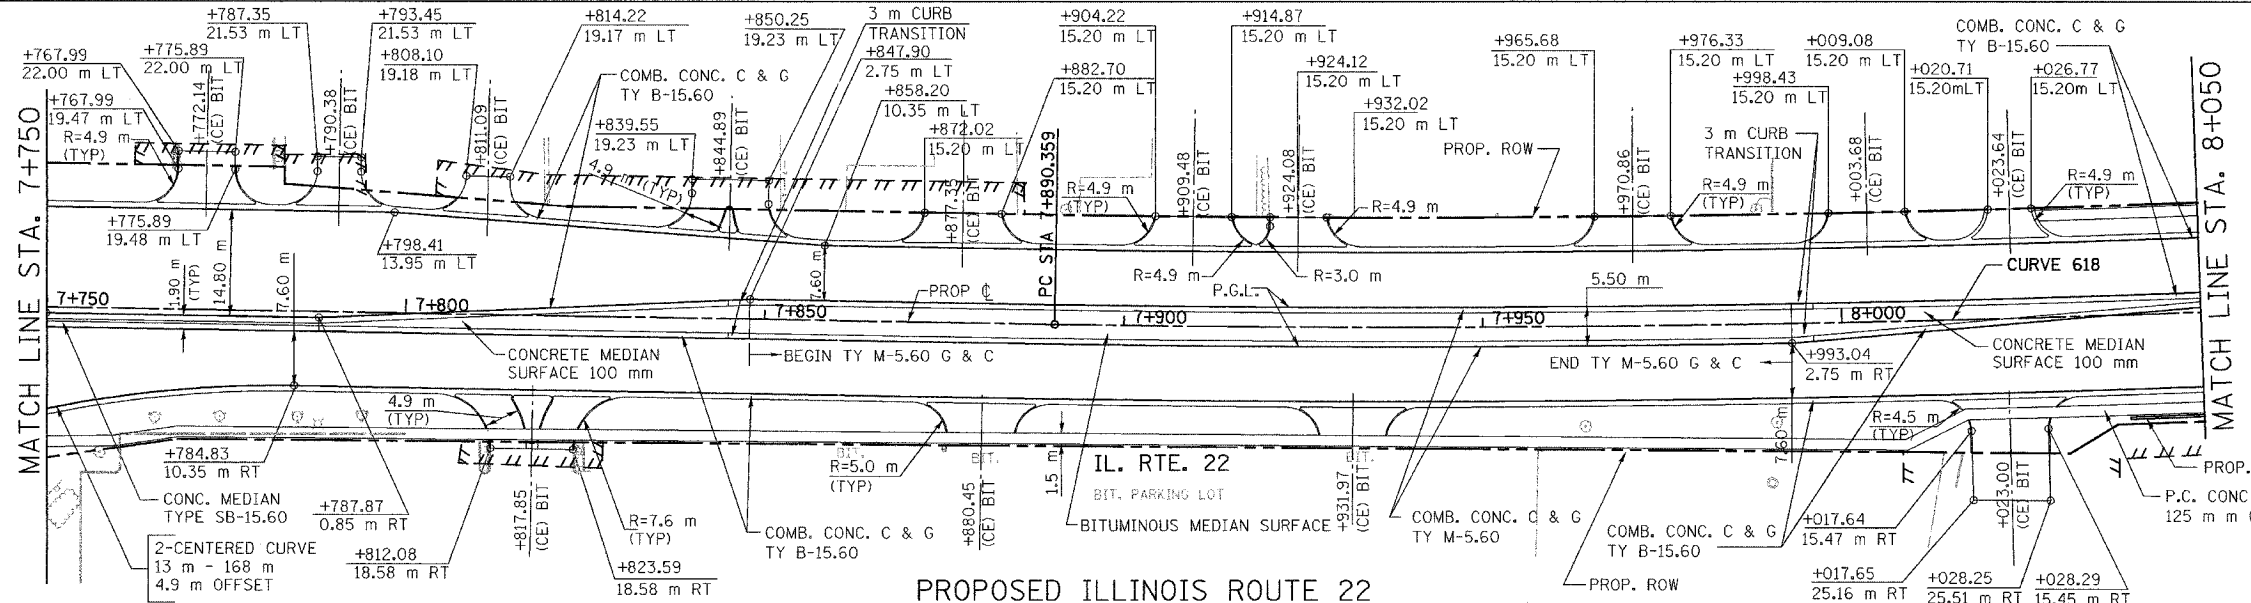 +787.35
21.53 m LT
+793.45
21.53 m LT
+814.22
19.17 m LT
+850.25
19.23 m LT
3 m CURB
TRANSITION
+904.22
15.20 m LT
+914.87
15.20 m LT
+965.68
15.20 m LT
+976.33
15.20 m LT
+009.08
15.20 m LT
COMB. CONC. C & G
TY B-15.60
+767.99
22.00 m LT
+775.89
22.00 m LT
+808.10
19.18 m LT
COMB. CONC. C & G
TY B-15.60
+847.90
2.75 m LT
+858.20
10.35 m LT
+882.70
15.20 m LT
+924.12
15.20 m LT
+932.02
15.20 m LT
+998.43
15.20 m LT
+020.71
15.20mLT
+026.77
15.20m LT
+767.99
19.47 m LT
R=4.9 m
(TYP)
+772.14
(CE) BIT
+790.38
(CE) BIT
+811.09
(CE) BIT
+839.55
19.23 m LT
4.9 m (TYP)
+844.89
(CE) BIT
+872.02
15.20 m LT
+877.35
(CE) BIT
PC STA 7+890.359
R=4.9 m
(TYP)
+909.48
(CE) BIT
+924.08
(CE) BIT
R=4.9 m
PROP. ROW
+970.86
(CE) BIT
3 m CURB
TRANSITION
R=4.9 m
(TYP)
+003.68
(CE) BIT
+023.64
(CE) BIT
R=4.9 m
(TYP)
MATCH LINE STA. 7+750
MATCH LINE STA. 8+050
+775.89
19.48 m LT
+798.41
13.95 m LT
1.90 m
(TYP)
14.80 m
7.60 m
7.60 m
R=4.9 m
R=3.0 m
P.G.L.
5.50 m
CURVE 618
7+750
7+800
7+850
PROP ℄
7+900
7+950
8+000
CONCRETE MEDIAN
SURFACE 100 mm
BEGIN TY M-5.60 G & C
END TY M-5.60 G & C
+993.04
2.75 m RT
CONCRETE MEDIAN
SURFACE 100 mm
4.9 m
(TYP)
R=4.5 m
(TYP)
7.60 m
+784.83
10.35 m RT
CONC. MEDIAN
TYPE SB-15.60
+787.87
0.85 m RT
2-CENTERED CURVE
13 m - 168 m
4.9 m OFFSET
+812.08
18.58 m RT
+817.85
(CE) BIT
+823.59
18.58 m RT
R=7.6 m
(TYP)
COMB. CONC. C & G
TY B-15.60
BIT.
R=5.0 m
(TYP)
BIT.
+880.45
(CE) BIT
1.5 m
IL. RTE. 22
BIT. PARKING LOT
BITUMINOUS MEDIAN SURFACE
BIT.
+931.97
(CE) BIT
COMB. CONC. C & G
TY M-5.60
COMB. CONC. C & G
TY B-15.60
PROP. ROW
+017.64
15.47 m RT
+023.00
(CE) BIT
PROP.
P.C. CONC
125 m m (
+017.65
25.16 m RT
+028.25
25.51 m RT
+028.29
15.45 m RT
PROPOSED ILLINOIS ROUTE 22